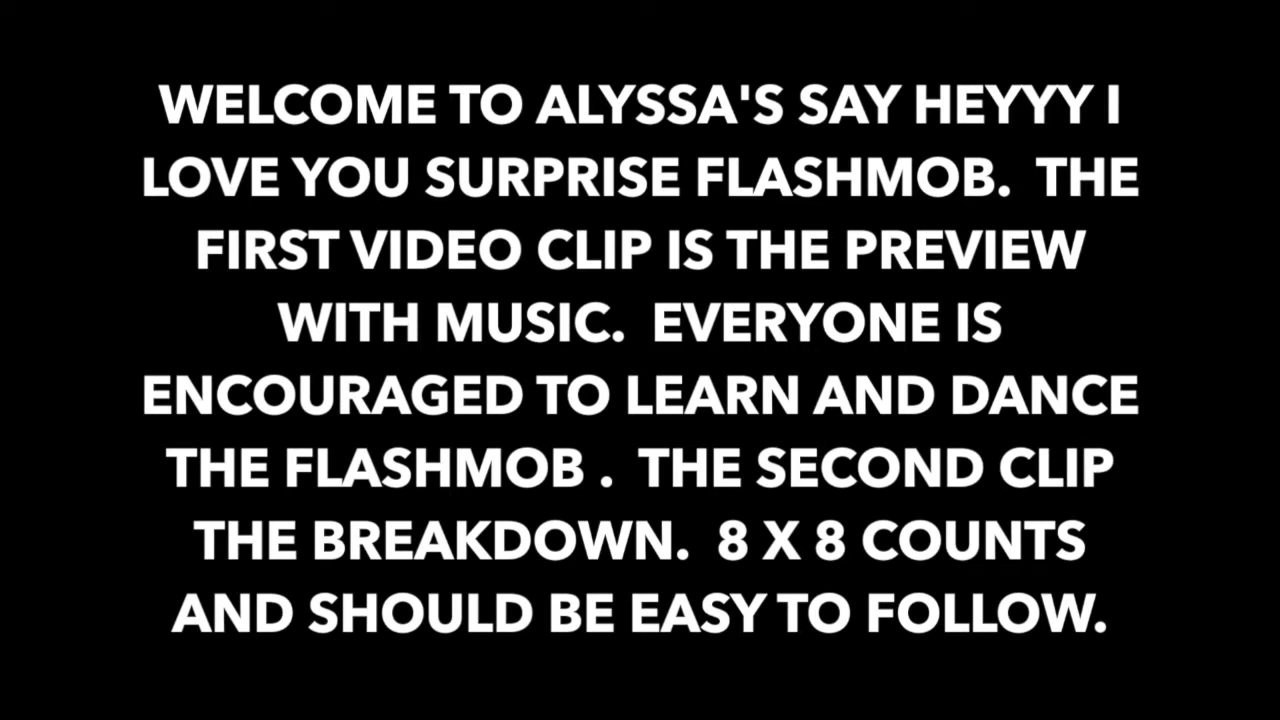 WELCOME TO ALYSSA'S SAY HEYYY I
LOVE YOU SURPRISE FLASHMOB.  THE
FIRST VIDEO CLIP IS THE PREVIEW
WITH MUSIC.  EVERYONE IS
ENCOURAGED TO LEARN AND DANCE
THE FLASHMOB .  THE SECOND CLIP
THE BREAKDOWN.  8 X 8 COUNTS
AND SHOULD BE EASY TO FOLLOW.